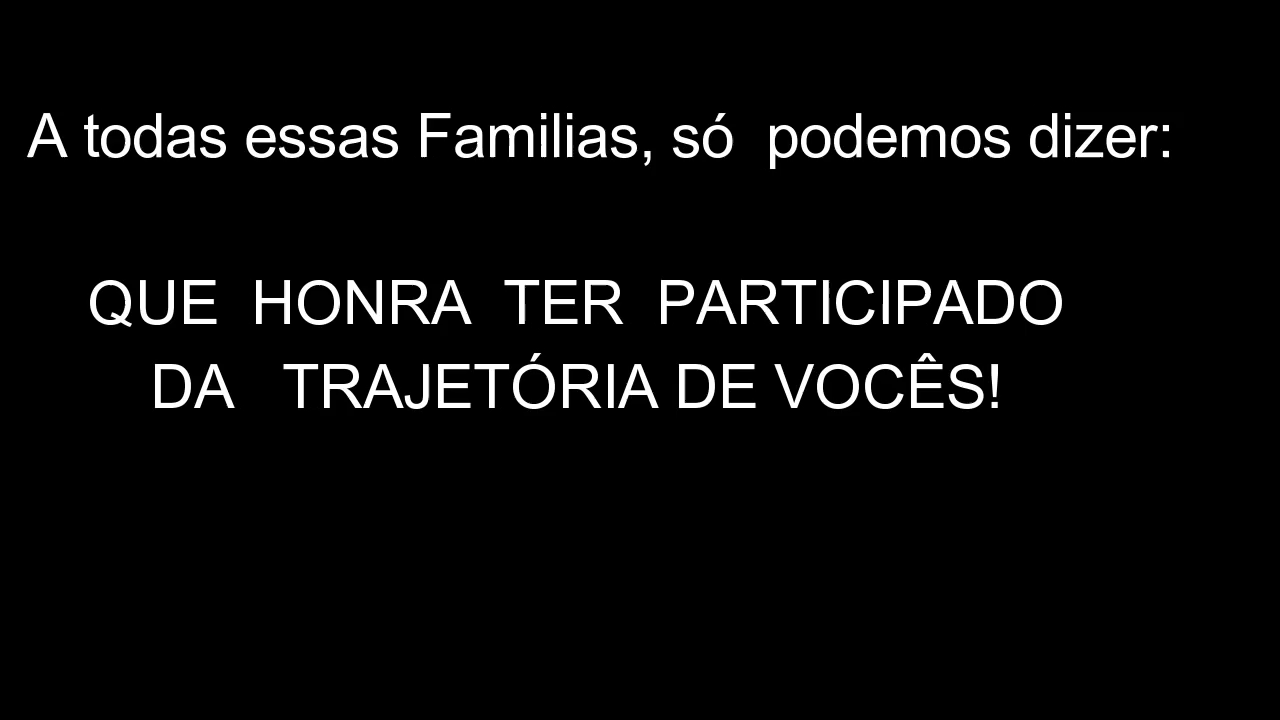 A todas essas Familias, só podemos dizer:
QUE HONRA TER PARTICIPADO
DA TRAJETÓRIA DE VOCÊS!